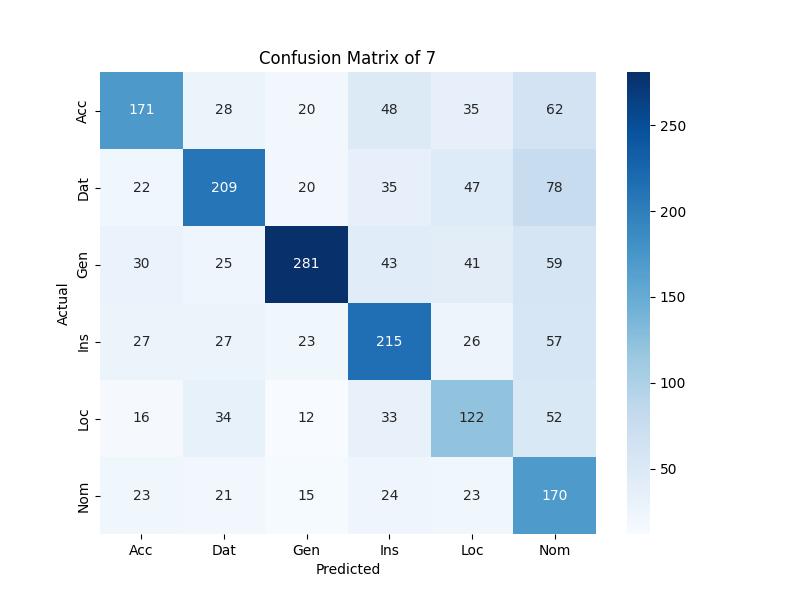 Confusion Matrix of 7
Actual
Acc 171 28 20 48 35 62
Dat 22 209 20 35 47 78
Gen 30 25 281 43 41 59
Ins 27 27 23 215 26 57
Loc 16 34 12 33 122 52
Nom 23 21 15 24 23 170
Acc Dat Gen Ins Loc Nom
Predicted
250
200
150
100
50